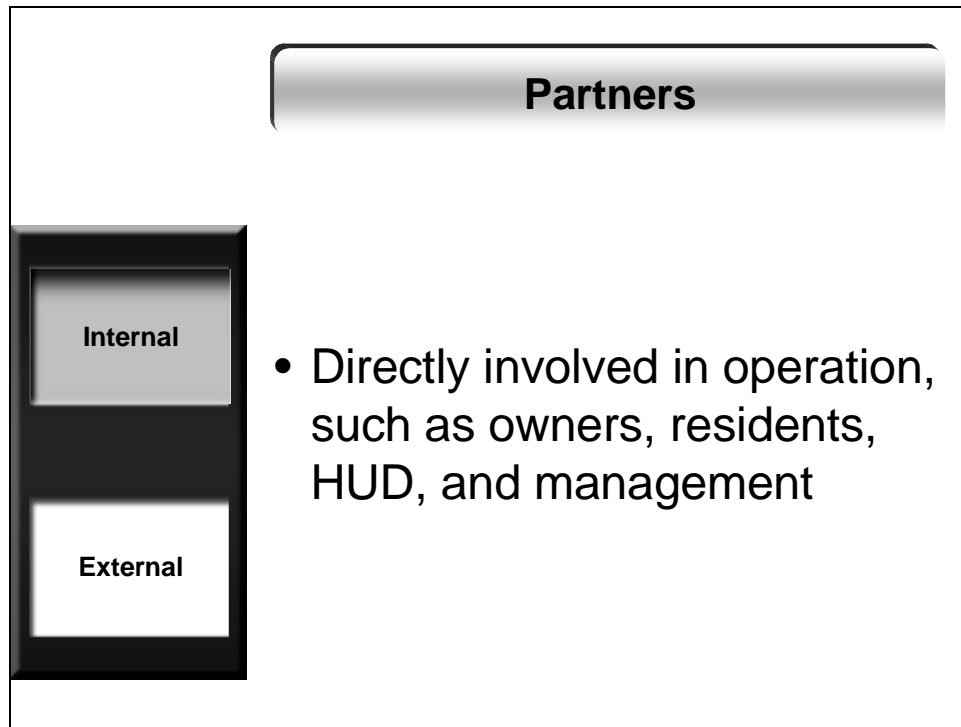 Partners
Internal
• Directly involved in operation,
such as owners, residents,
HUD, and management
External